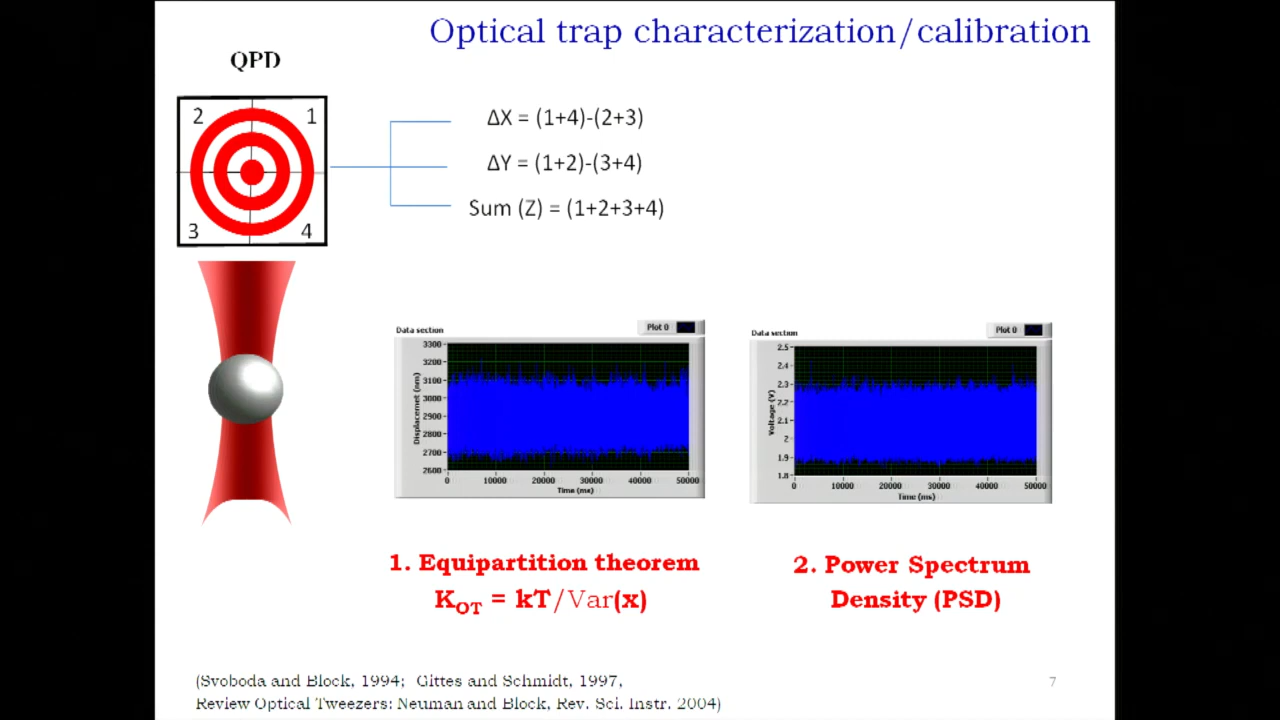 Optical trap characterization/calibration
QPD
2 1
3 4
ΔX = (1+4)-(2+3)
ΔY = (1+2)-(3+4)
Sum (Z) = (1+2+3+4)
Data section
Plot 0
3300
3200
3100
3000
2900
2800
2700
2600
Displacemet (nm)
0 10000 20000 30000 40000 50000
Time (ms)
Data section
Plot 0
2.5
2.4
2.3
2.2
2.1
2
1.9
1.8
Voltage (V)
0 10000 20000 30000 40000 50000
Time (ms)
1. Equipartition theorem
K_OT = kT/Var(x)
2. Power Spectrum
Density (PSD)
(Svoboda and Block, 1994; Gittes and Schmidt, 1997,
Review Optical Tweezers: Neuman and Block, Rev. Sci. Instr. 2004)
7